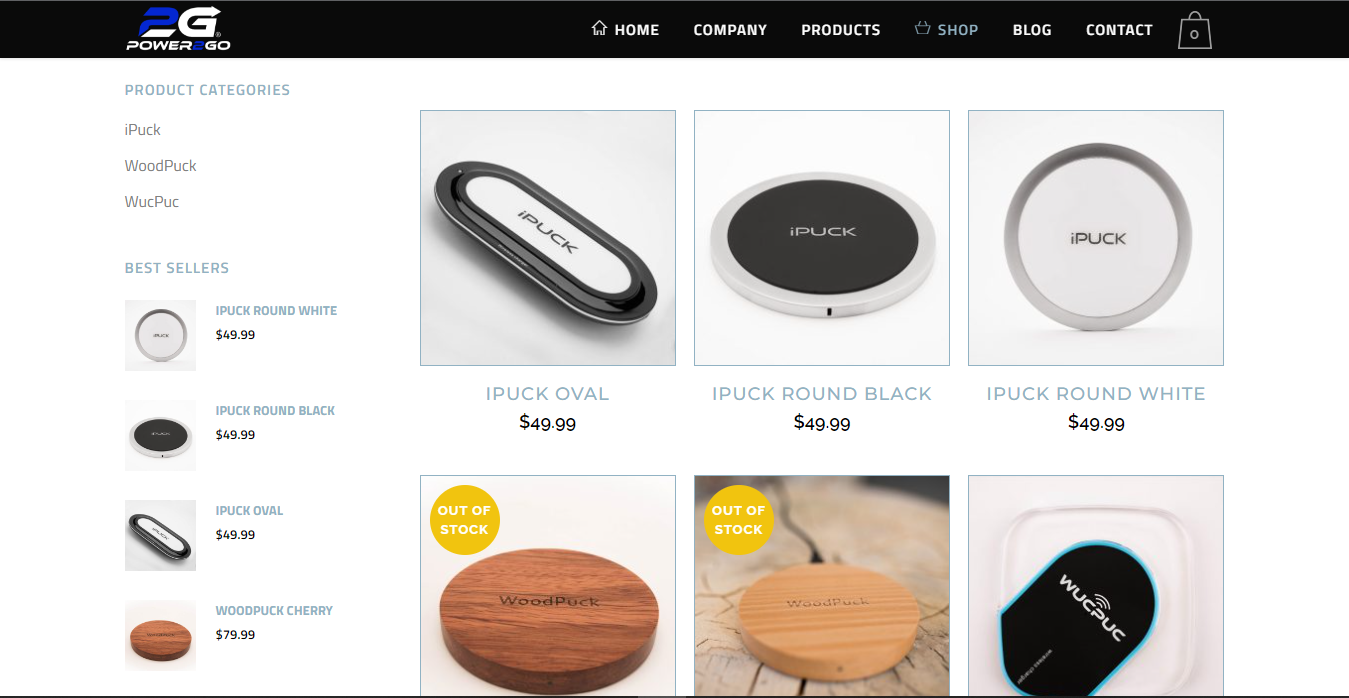 2G®
POWER2GO
HOME
COMPANY
PRODUCTS
SHOP
BLOG
CONTACT
0
PRODUCT CATEGORIES
iPuck
WoodPuck
WucPuc
BEST SELLERS
IPUCK ROUND WHITE
$49.99
IPUCK ROUND BLACK
$49.99
IPUCK OVAL
$49.99
WOODPUCK CHERRY
$79.99
iPUCK
IPUCK OVAL
$49.99
iPUCK
IPUCK ROUND BLACK
$49.99
iPUCK
IPUCK ROUND WHITE
$49.99
OUT OF
STOCK
WoodPuck
OUT OF
STOCK
WoodPuck
WUCPUC
wireless charger